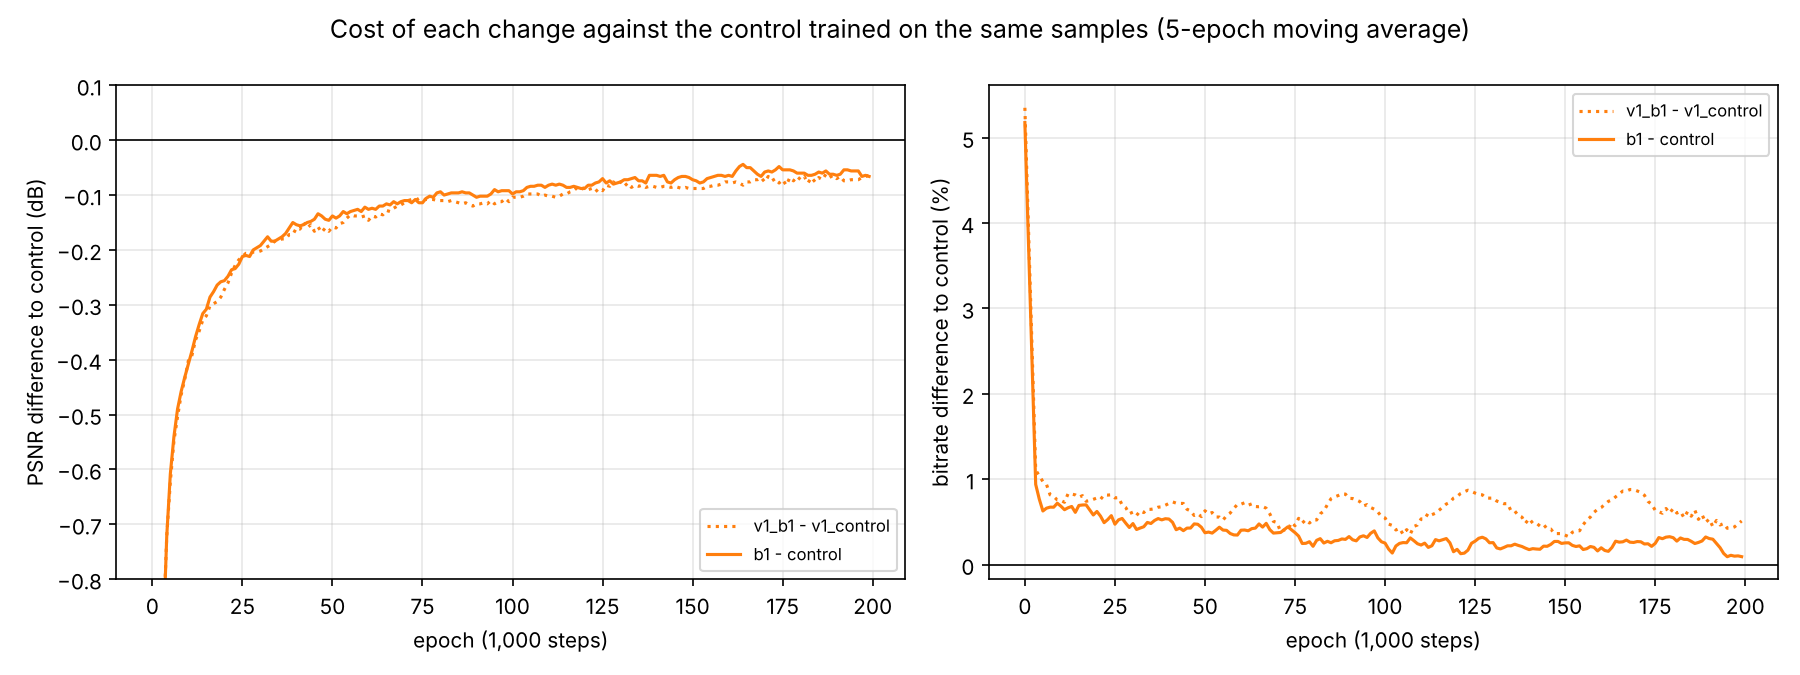 Cost of each change against the control trained on the same samples (5-epoch moving average)
PSNR difference to control (dB)
0.1
0.0
−0.1
−0.2
−0.3
−0.4
−0.5
−0.6
−0.7
−0.8
v1_b1 - v1_control
b1 - control
0 25 50 75 100 125 150 175 200
epoch (1,000 steps)
bitrate difference to control (%)
5
4
3
2
1
0
v1_b1 - v1_control
b1 - control
0 25 50 75 100 125 150 175 200
epoch (1,000 steps)